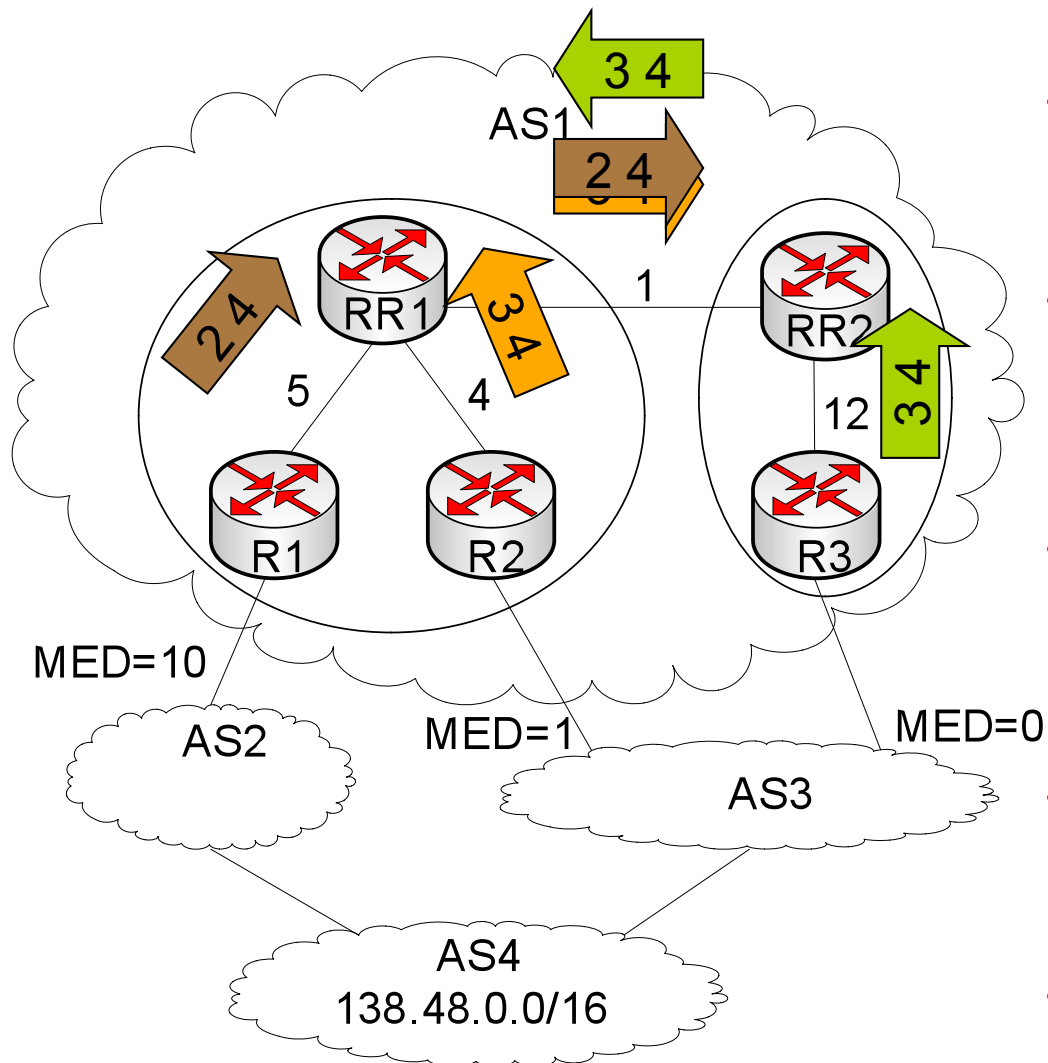 3 4
AS1
2 4
RR1
2 4
3 4
1
RR2
3 4
5
4
12
R1
R2
R3
MED=10
MED=1
MED=0
AS2
AS3
AS4
138.48.0.0/16